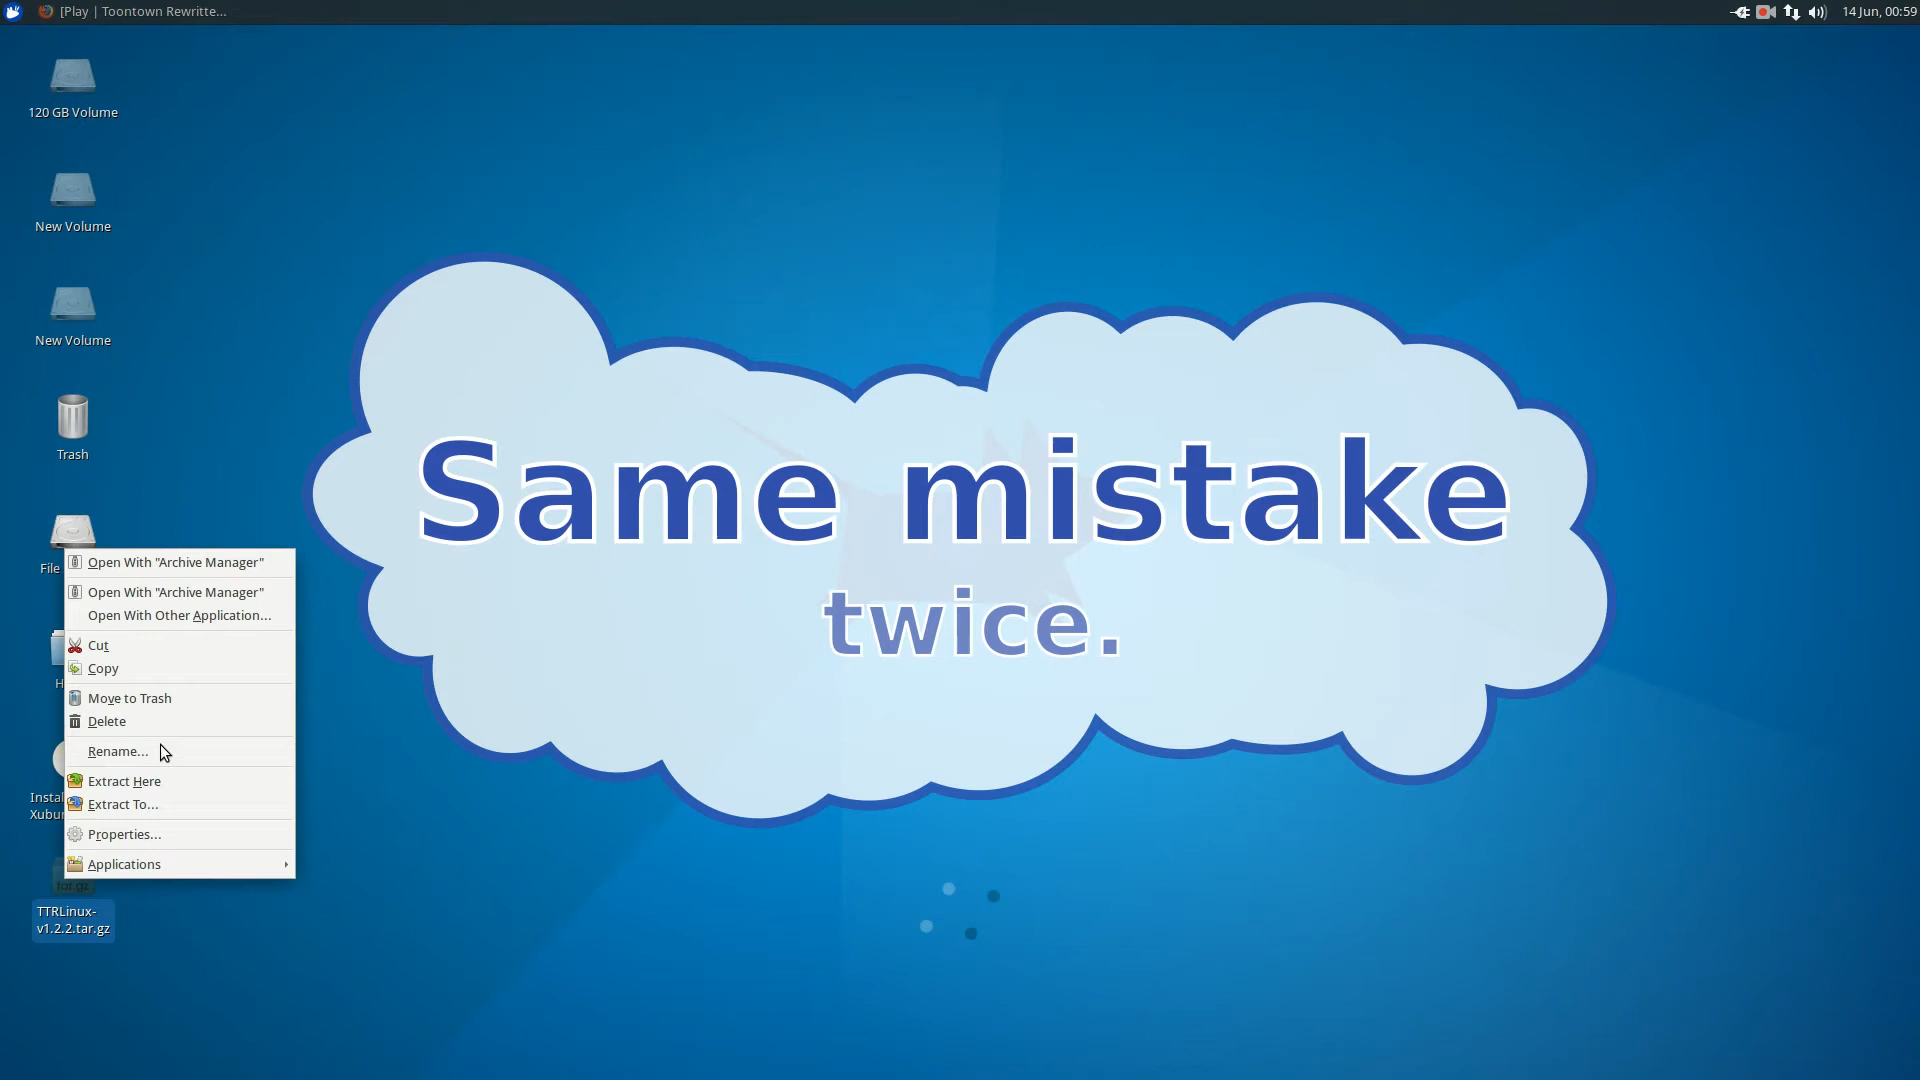 [Play | Toontown Rewritte...
14 Jun, 00:59
120 GB Volume
New Volume
New Volume
Trash
File
Same mistake
twice.
Open With "Archive Manager"
Open With "Archive Manager"
Open With Other Application...
Cut
Copy
Move to Trash
Delete
Rename...
Extract Here
Extract To...
Properties...
Applications
tar.gz
TTRLinux-
v1.2.2.tar.gz